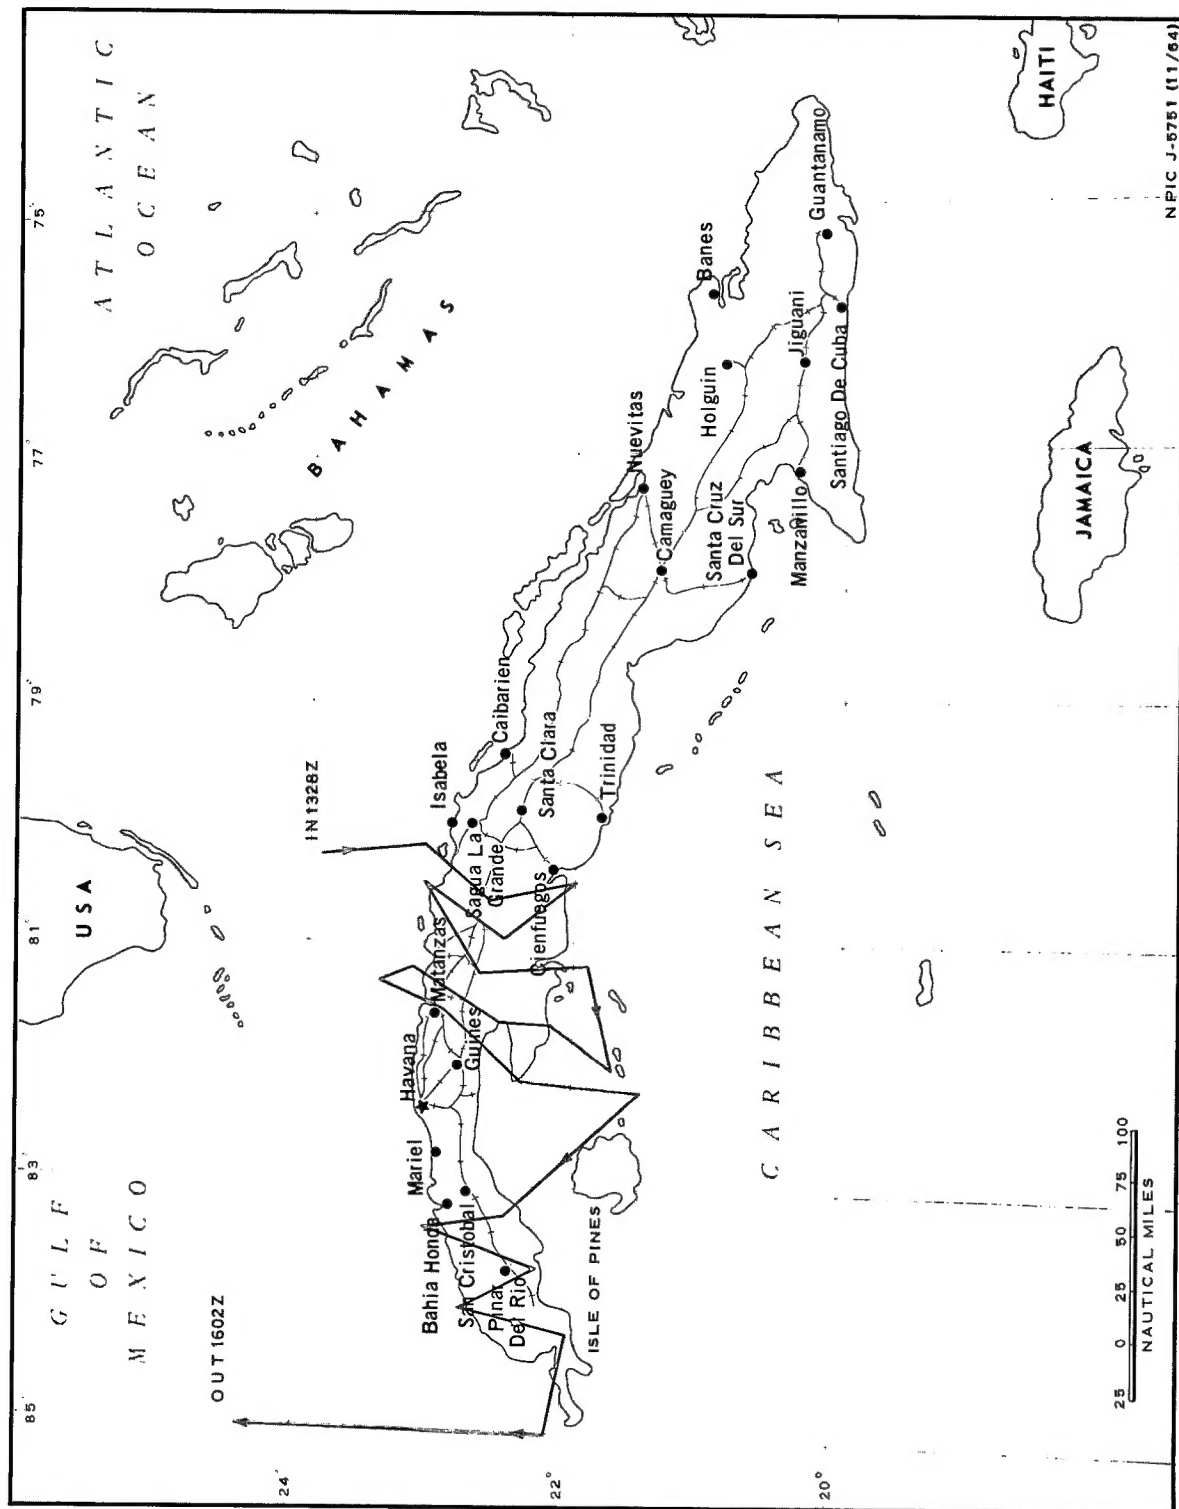 ATLANTIC
OCEAN
GULF
OF
MEXICO
USA
BAHAMAS
OUT 1602Z
IN 1328Z
85°
83
81
79
77
75
24
22
20°
Havana
Matanzas
Mariel
Guines
Bahia Honda
San Cristobal
Pinar
Del Rio
Isabela
Sagua La
Grande
Caibarien
Santa Clara
Cienfuegos
Trinidad
Nuevitas
Camaguey
Santa Cruz
Del Sur
Holguin
Banes
Manzanillo
Jiguani
Santiago De Cuba
Guantanamo
ISLE OF PINES
CARIBBEAN SEA
JAMAICA
HAITI
25 0 25 50 75 100
NAUTICAL MILES
NPIC J-5751 (11/64)